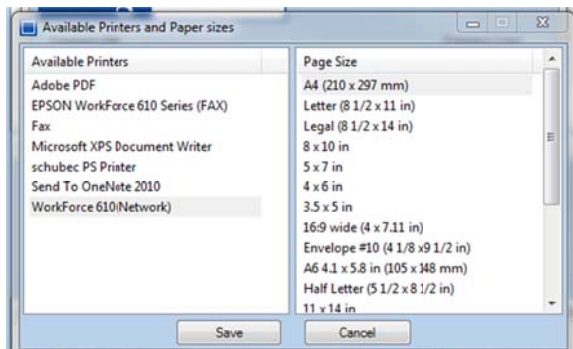 Available Printers and Paper sizes
Available Printers
Adobe PDF
EPSON WorkForce 610 Series (FAX)
Fax
Microsoft XPS Document Writer
schubec PS Printer
Send To OneNote 2010
WorkForce 610(Network)
Page Size
A4 (210 x 297 mm)
Letter (8 1/2 x 11 in)
Legal (8 1/2 x 14 in)
8 x 10 in
5 x 7 in
4 x 6 in
3.5 x 5 in
16:9 wide (4 x 7.11 in)
Envelope #10 (4 1/8 x9 1/2 in)
A6 4.1 x 5.8 in (105 x 148 mm)
Half Letter (5 1/2 x 8 1/2 in)
11 x 14 in
Save
Cancel